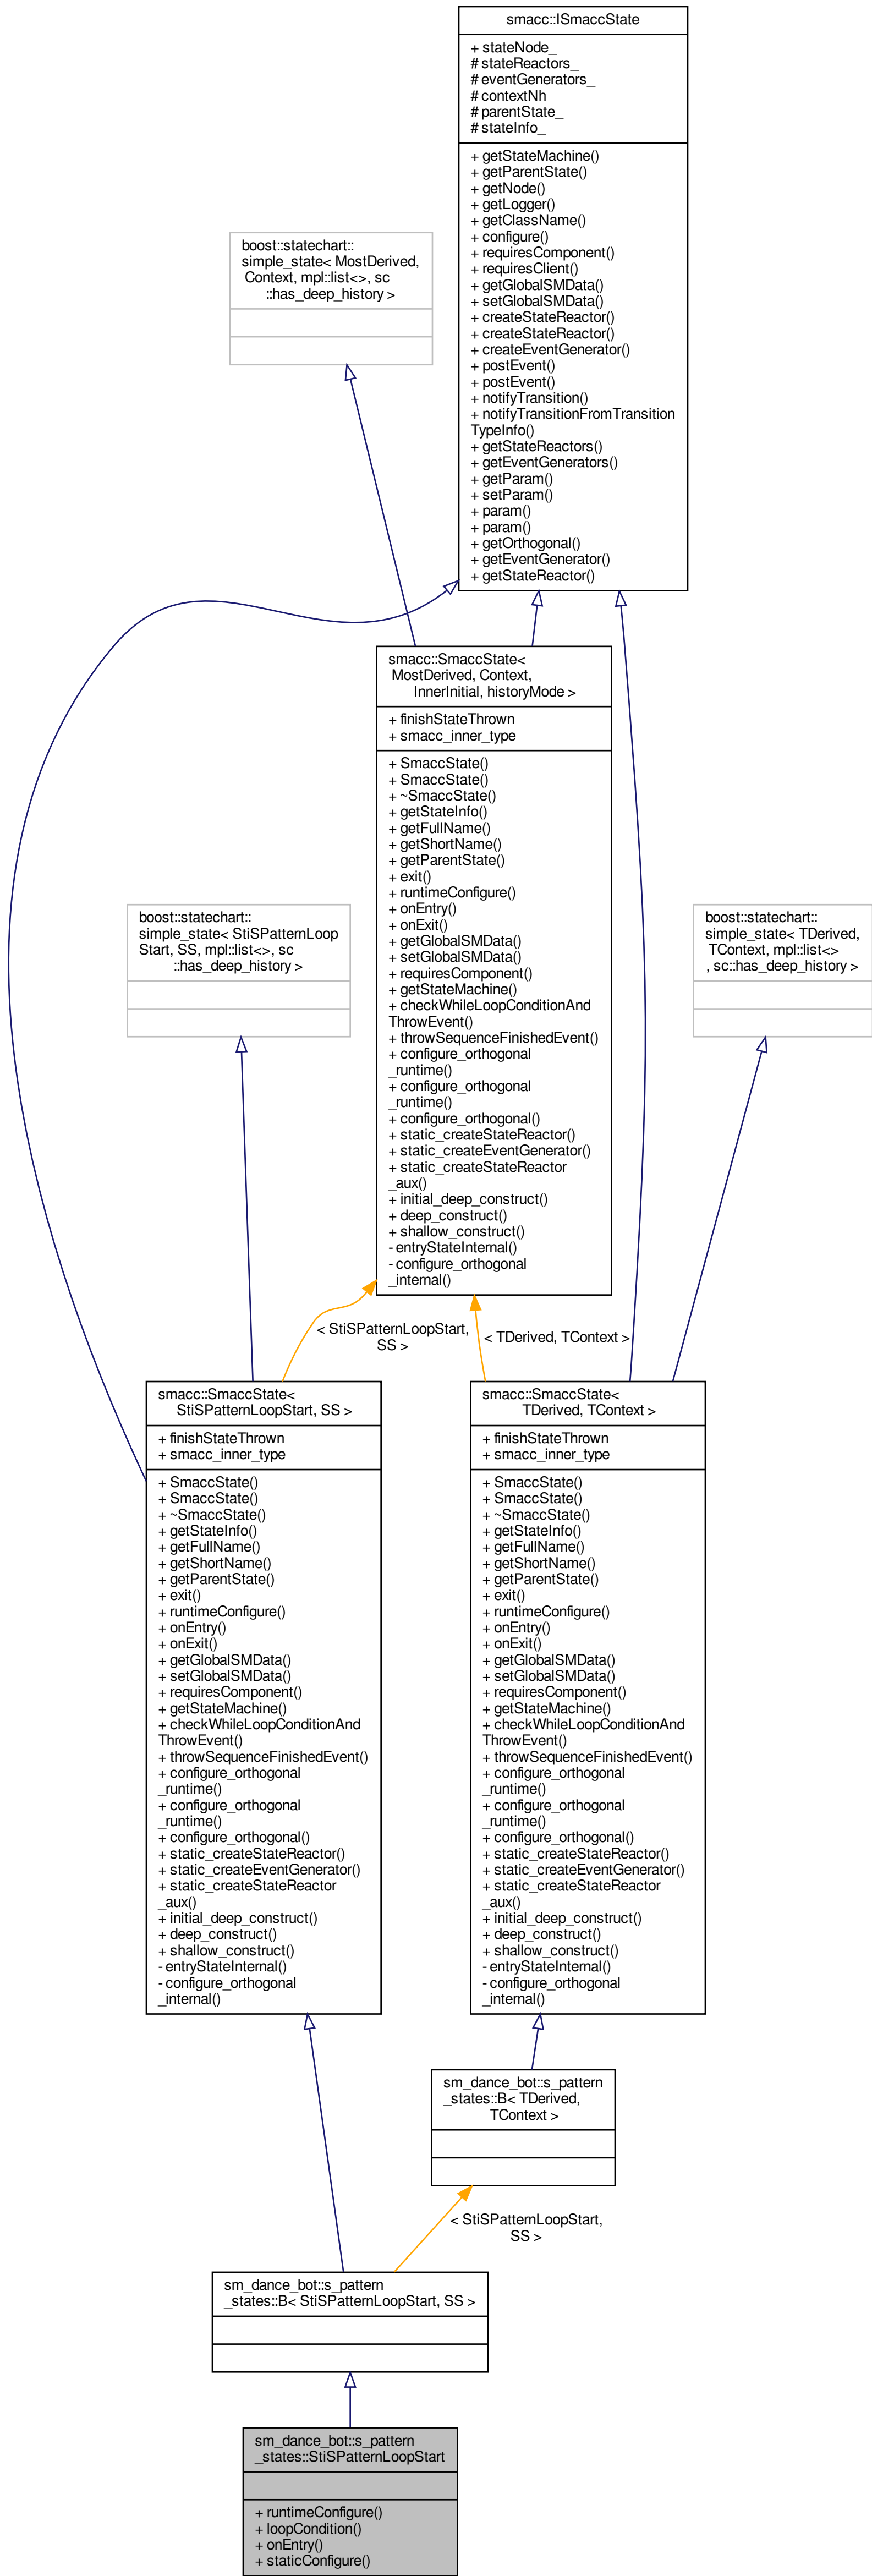 smacc::ISmaccState
+ stateNode_
# stateReactors_
# eventGenerators_
# contextNh
# parentState_
# stateInfo_
+ getStateMachine()
+ getParentState()
+ getNode()
+ getLogger()
+ getClassName()
+ configure()
+ requiresComponent()
+ requiresClient()
+ getGlobalSMData()
+ setGlobalSMData()
+ createStateReactor()
+ createStateReactor()
+ createEventGenerator()
+ postEvent()
+ postEvent()
+ notifyTransition()
+ notifyTransitionFromTransition
TypeInfo()
+ getStateReactors()
+ getEventGenerators()
+ getParam()
+ setParam()
+ param()
+ param()
+ getOrthogonal()
+ getEventGenerator()
+ getStateReactor()
boost::statechart::
simple_state< MostDerived,
Context, mpl::list<>, sc
::has_deep_history >
smacc::SmaccState<
MostDerived, Context,
InnerInitial, historyMode >
+ finishStateThrown
+ smacc_inner_type
+ SmaccState()
+ SmaccState()
+ ~SmaccState()
+ getStateInfo()
+ getFullName()
+ getShortName()
+ getParentState()
+ exit()
+ runtimeConfigure()
+ onEntry()
+ onExit()
+ getGlobalSMData()
+ setGlobalSMData()
+ requiresComponent()
+ getStateMachine()
+ checkWhileLoopConditionAnd
ThrowEvent()
+ throwSequenceFinishedEvent()
+ configure_orthogonal
_runtime()
+ configure_orthogonal
_runtime()
+ configure_orthogonal()
+ static_createStateReactor()
+ static_createEventGenerator()
+ static_createStateReactor
_aux()
+ initial_deep_construct()
+ deep_construct()
+ shallow_construct()
- entryStateInternal()
- configure_orthogonal
_internal()
boost::statechart::
simple_state< StiSPatternLoop
Start, SS, mpl::list<>, sc
::has_deep_history >
boost::statechart::
simple_state< TDerived,
TContext, mpl::list<>
, sc::has_deep_history >
< StiSPatternLoopStart,
SS >
< TDerived, TContext >
smacc::SmaccState<
StiSPatternLoopStart, SS >
+ finishStateThrown
+ smacc_inner_type
+ SmaccState()
+ SmaccState()
+ ~SmaccState()
+ getStateInfo()
+ getFullName()
+ getShortName()
+ getParentState()
+ exit()
+ runtimeConfigure()
+ onEntry()
+ onExit()
+ getGlobalSMData()
+ setGlobalSMData()
+ requiresComponent()
+ getStateMachine()
+ checkWhileLoopConditionAnd
ThrowEvent()
+ throwSequenceFinishedEvent()
+ configure_orthogonal
_runtime()
+ configure_orthogonal
_runtime()
+ configure_orthogonal()
+ static_createStateReactor()
+ static_createEventGenerator()
+ static_createStateReactor
_aux()
+ initial_deep_construct()
+ deep_construct()
+ shallow_construct()
- entryStateInternal()
- configure_orthogonal
_internal()
smacc::SmaccState<
TDerived, TContext >
+ finishStateThrown
+ smacc_inner_type
+ SmaccState()
+ SmaccState()
+ ~SmaccState()
+ getStateInfo()
+ getFullName()
+ getShortName()
+ getParentState()
+ exit()
+ runtimeConfigure()
+ onEntry()
+ onExit()
+ getGlobalSMData()
+ setGlobalSMData()
+ requiresComponent()
+ getStateMachine()
+ checkWhileLoopConditionAnd
ThrowEvent()
+ throwSequenceFinishedEvent()
+ configure_orthogonal
_runtime()
+ configure_orthogonal
_runtime()
+ configure_orthogonal()
+ static_createStateReactor()
+ static_createEventGenerator()
+ static_createStateReactor
_aux()
+ initial_deep_construct()
+ deep_construct()
+ shallow_construct()
- entryStateInternal()
- configure_orthogonal
_internal()
sm_dance_bot::s_pattern
_states::B< TDerived,
TContext >
< StiSPatternLoopStart,
SS >
sm_dance_bot::s_pattern
_states::B< StiSPatternLoopStart, SS >
sm_dance_bot::s_pattern
_states::StiSPatternLoopStart
+ runtimeConfigure()
+ loopCondition()
+ onEntry()
+ staticConfigure()